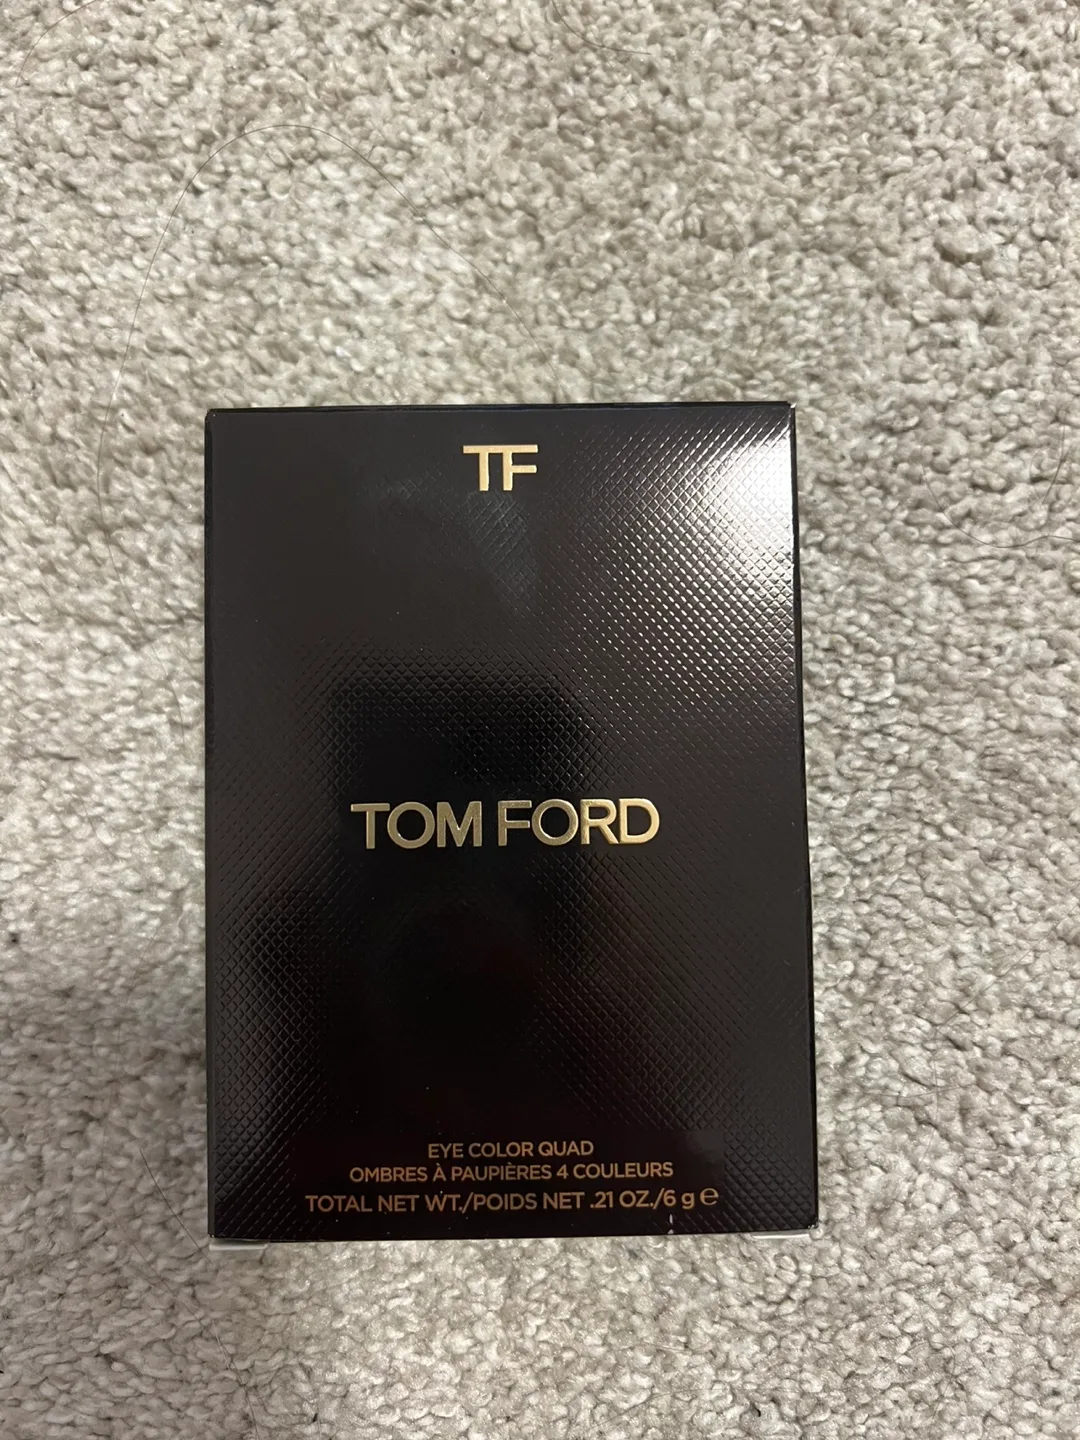 TF
TOM FORD
EYE COLOR QUAD
OMBRES À PAUPIÈRES 4 COULEURS
TOTAL NET WT./POIDS NET .21 OZ./6 g ℮